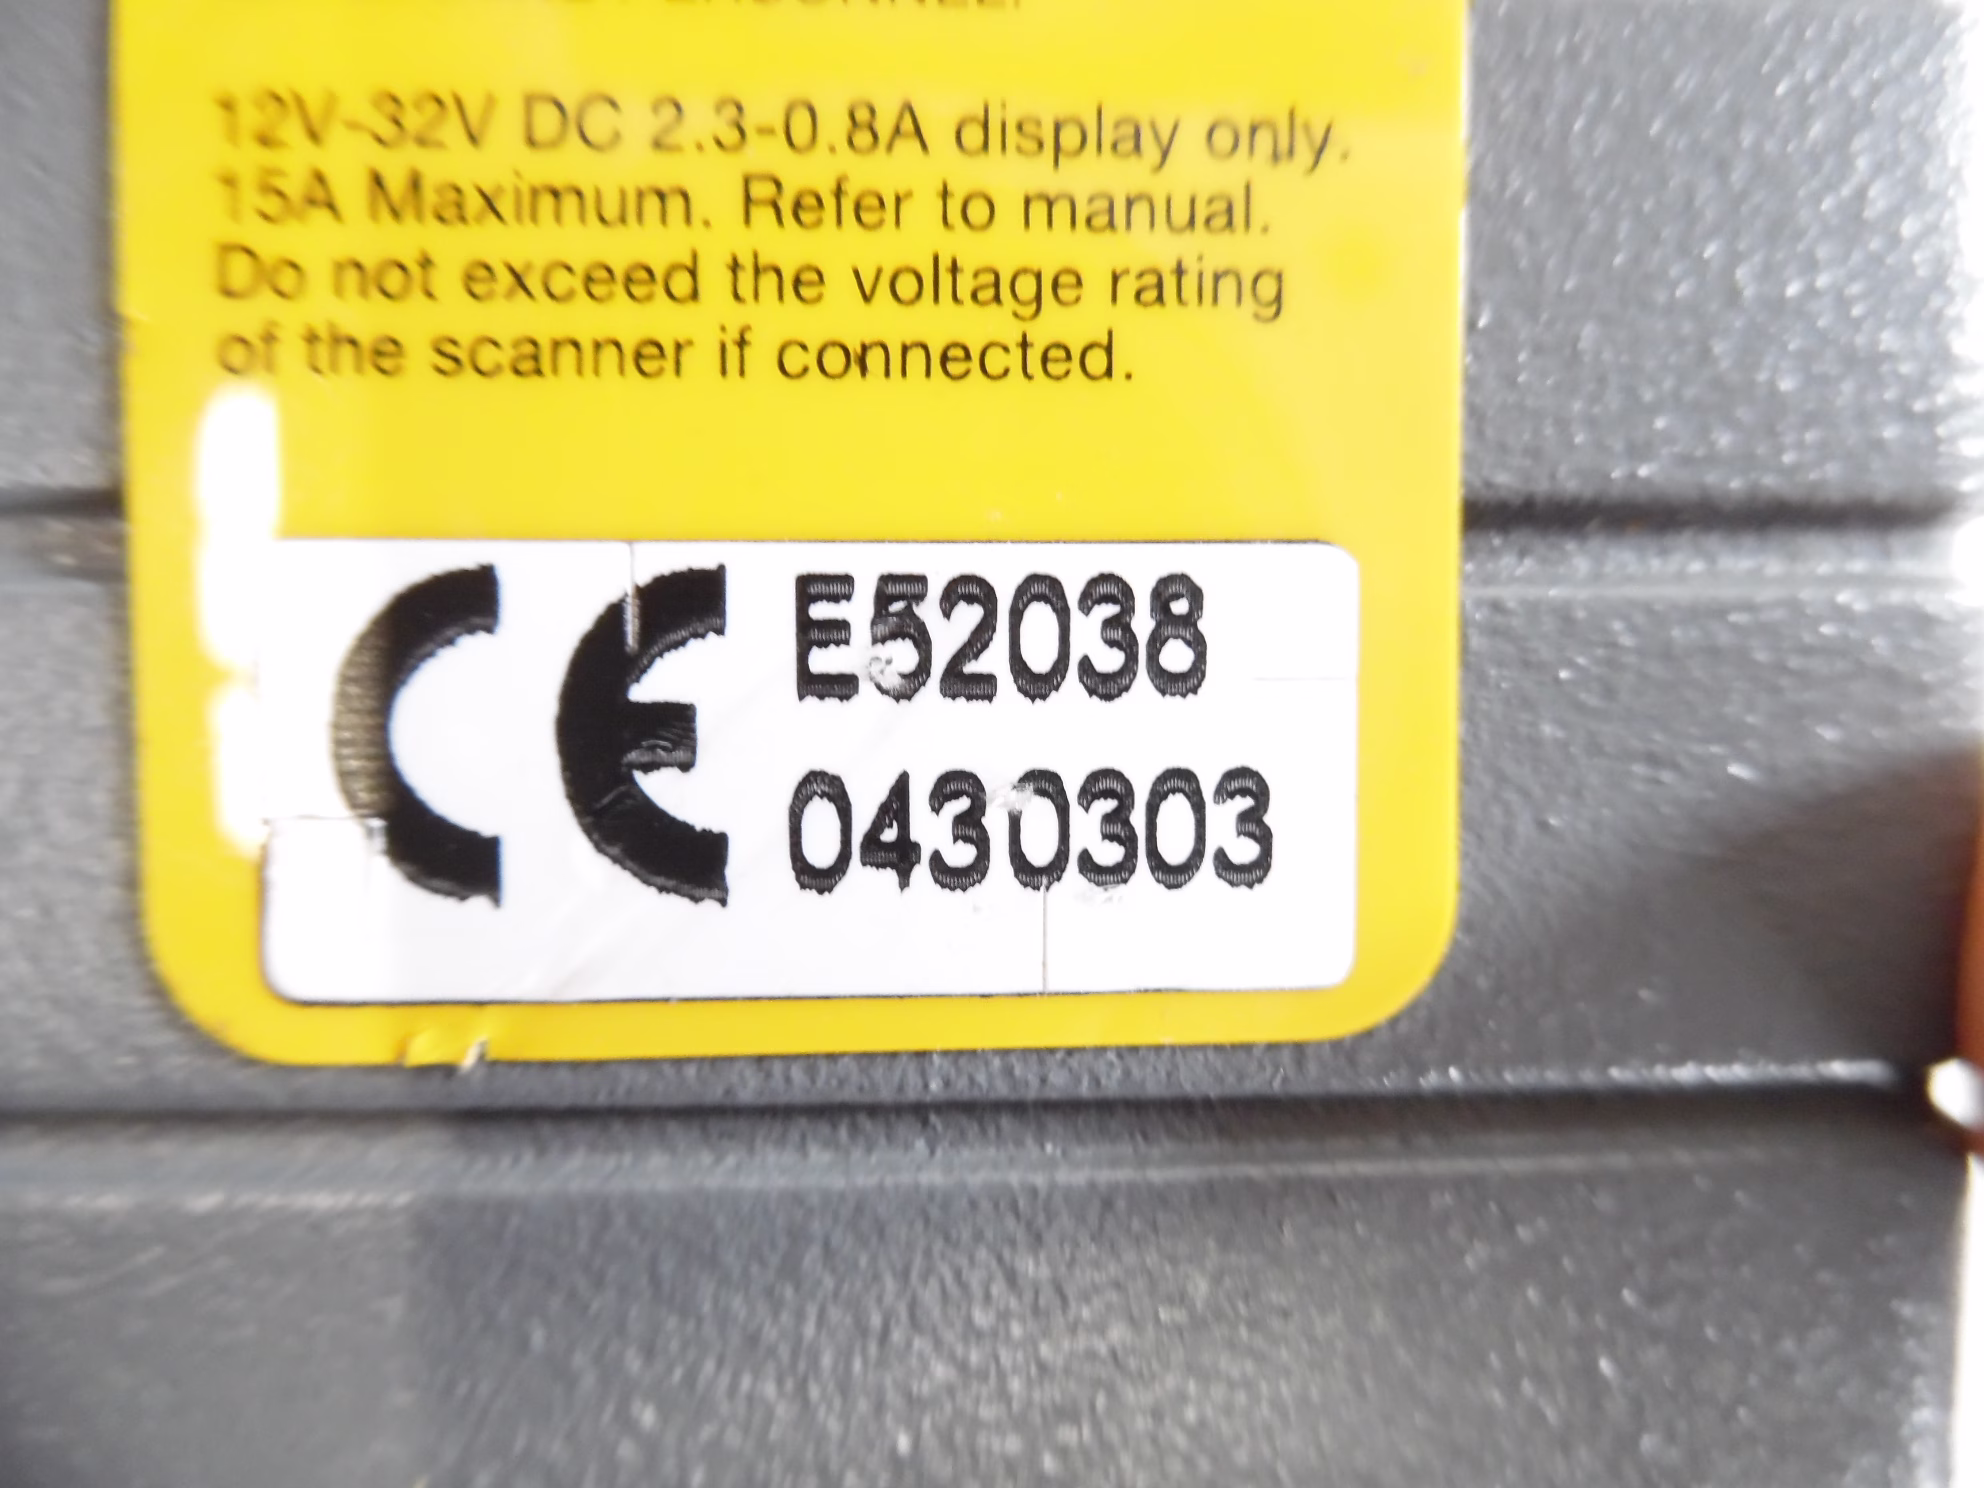 12V-32V DC 2.3-0.8A display only.
15A Maximum. Refer to manual.
Do not exceed the voltage rating
of the scanner if connected.
CE E52038
0430303